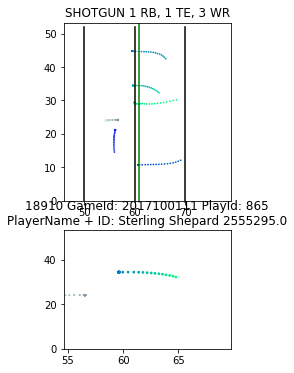 SHOTGUN 1 RB, 1 TE, 3 WR
50
40
30
20
10
0
50 60 70
18910 GameId: 2017100111 PlayId: 865
PlayerName + ID: Sterling Shepard 2555295.0
40
20
0
55 60 65